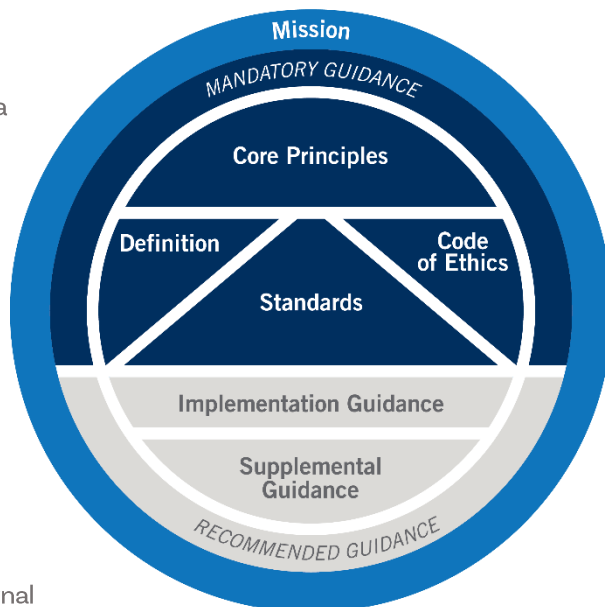 Mission
MANDATORY GUIDANCE
a
Core Principles
Definition
Code
of Ethics
Standards
Implementation Guidance
Supplemental
Guidance
RECOMMENDED GUIDANCE
nal